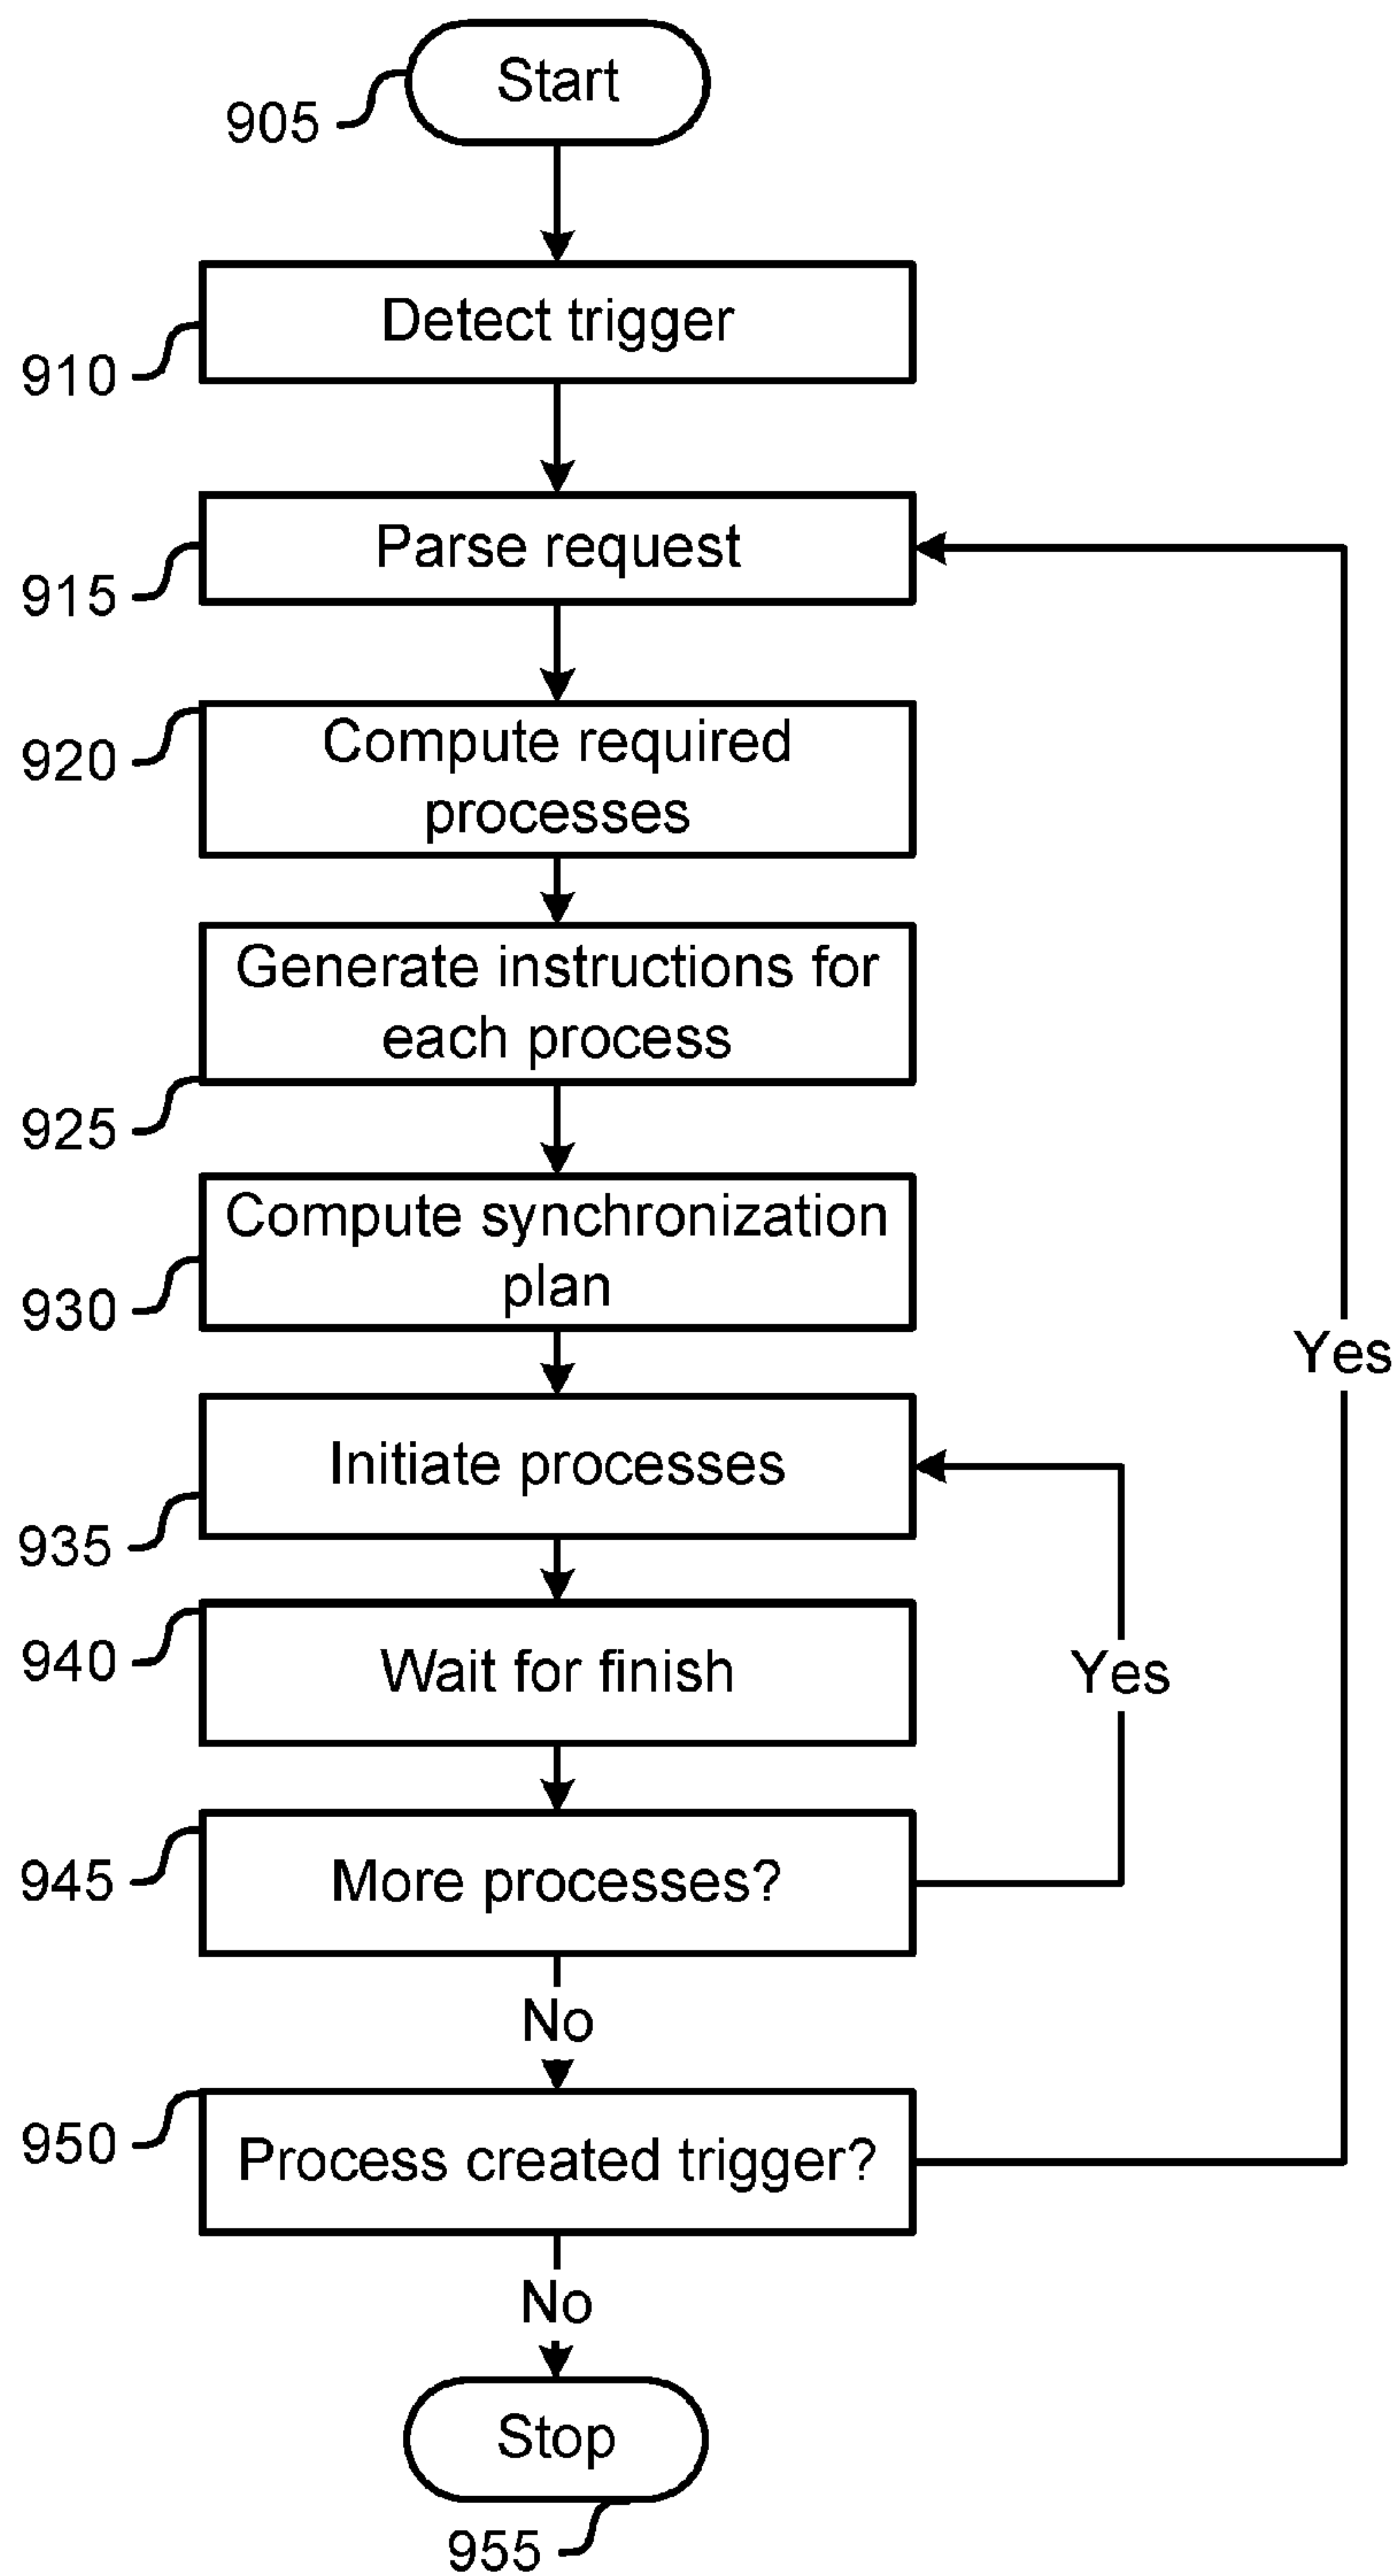 Start
905
Detect trigger
910
Parse request
915
Compute required
processes
920
Generate instructions for
each process
925
Compute synchronization
plan
930
Yes
Initiate processes
935
Wait for finish
940
Yes
More processes?
945
No
Process created trigger?
950
No
Stop
955